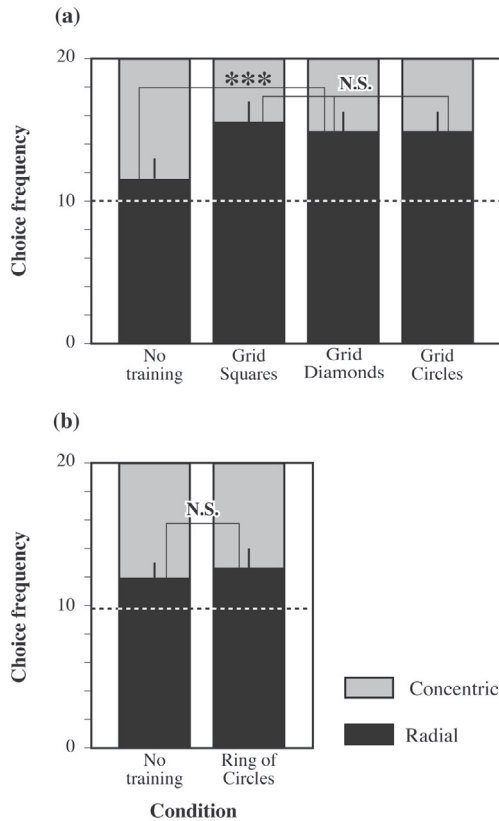 (a)
Choice frequency
20
10
0
***
N.S.
No
training
Grid
Squares
Grid
Diamonds
Grid
Circles
(b)
Choice frequency
20
10
0
N.S.
No
training
Ring of
Circles
Condition
Concentric
Radial